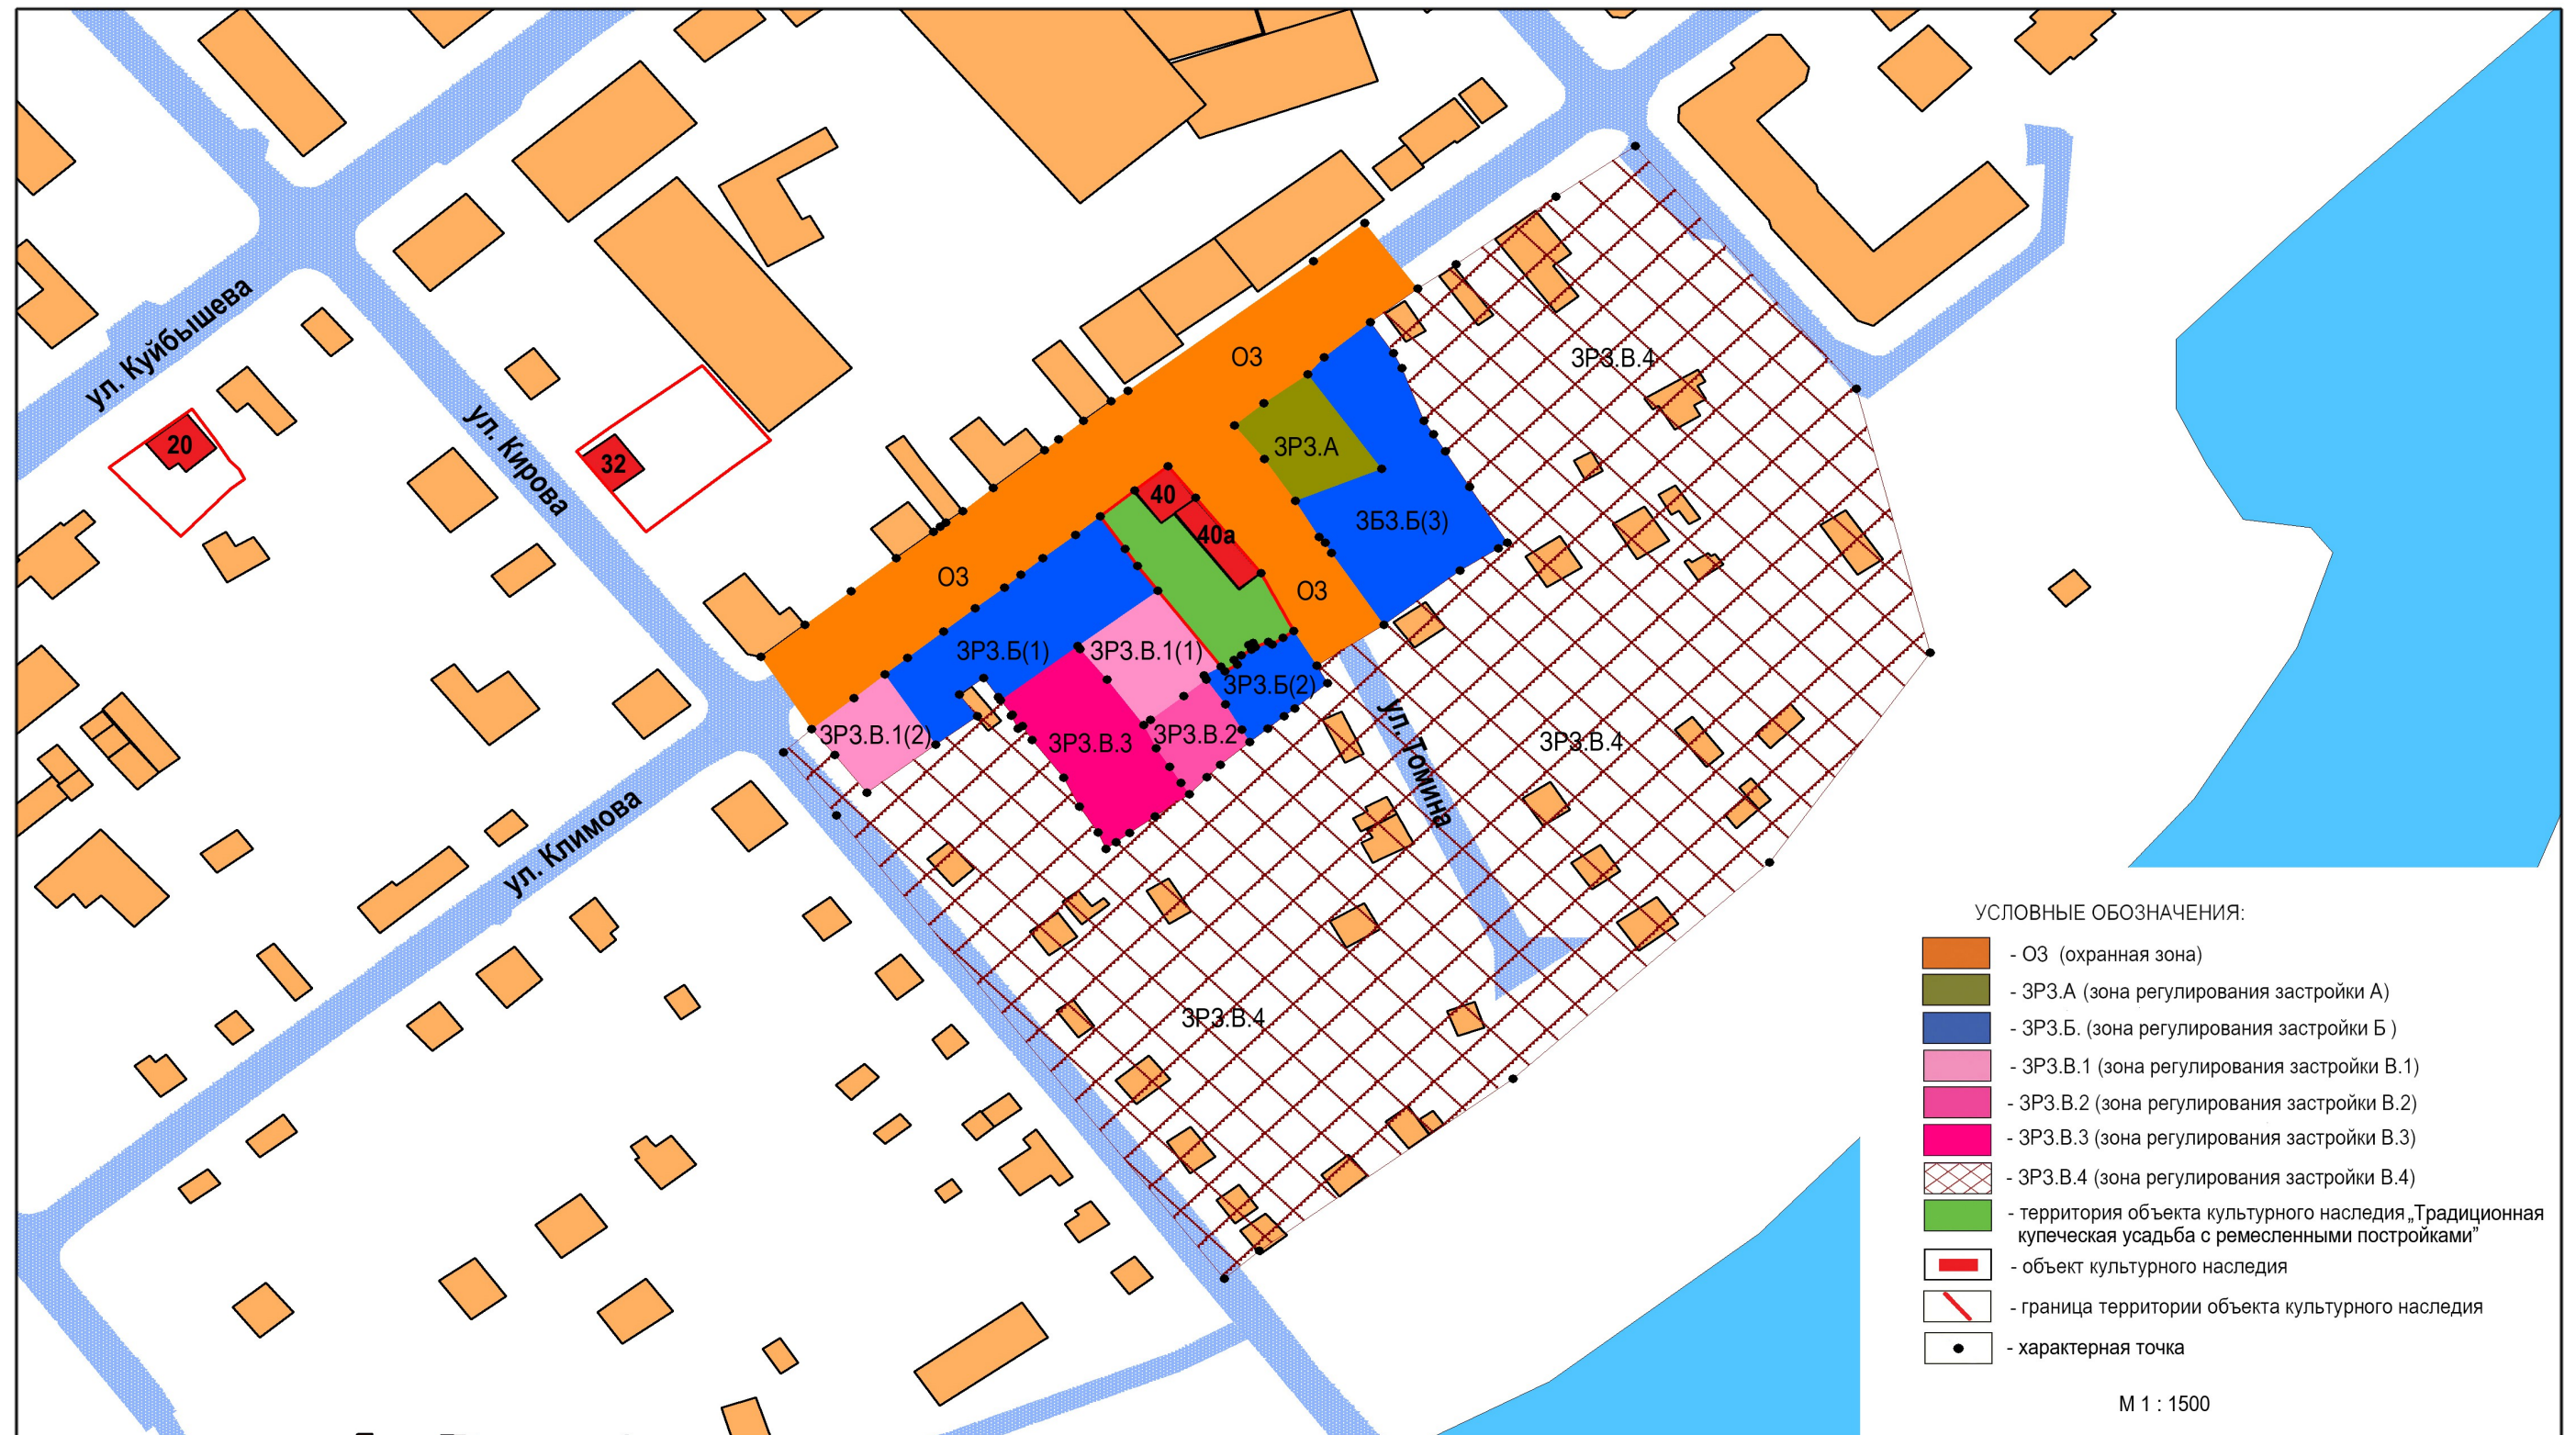 ул. Куйбышева
ул. Кирова
20
32
ОЗ
ЗРЗ.В.4
ЗРЗ.А
40
40а
ЗБЗ.Б(3)
ОЗ
ОЗ
ЗРЗ.Б(1)
ЗРЗ.В.1(1)
ЗРЗ.Б(2)
ЗРЗ.В.1(2)
ЗРЗ.В.3
ЗРЗ.В.2
ЗРЗ.В.4
ул. Томина
ул. Климова
ЗРЗ.В.4
УСЛОВНЫЕ ОБОЗНАЧЕНИЯ:
- ОЗ (охранная зона)
- ЗРЗ.А (зона регулирования застройки А)
- ЗРЗ.Б. (зона регулирования застройки Б )
- ЗРЗ.В.1 (зона регулирования застройки В.1)
- ЗРЗ.В.2 (зона регулирования застройки В.2)
- ЗРЗ.В.3 (зона регулирования застройки В.3)
- ЗРЗ.В.4 (зона регулирования застройки В.4)
- территория объекта культурного наследия „Традиционная
купеческая усадьба с ремесленными постройками”
- объект культурного наследия
- граница территории объекта культурного наследия
- характерная точка
М 1 : 1500